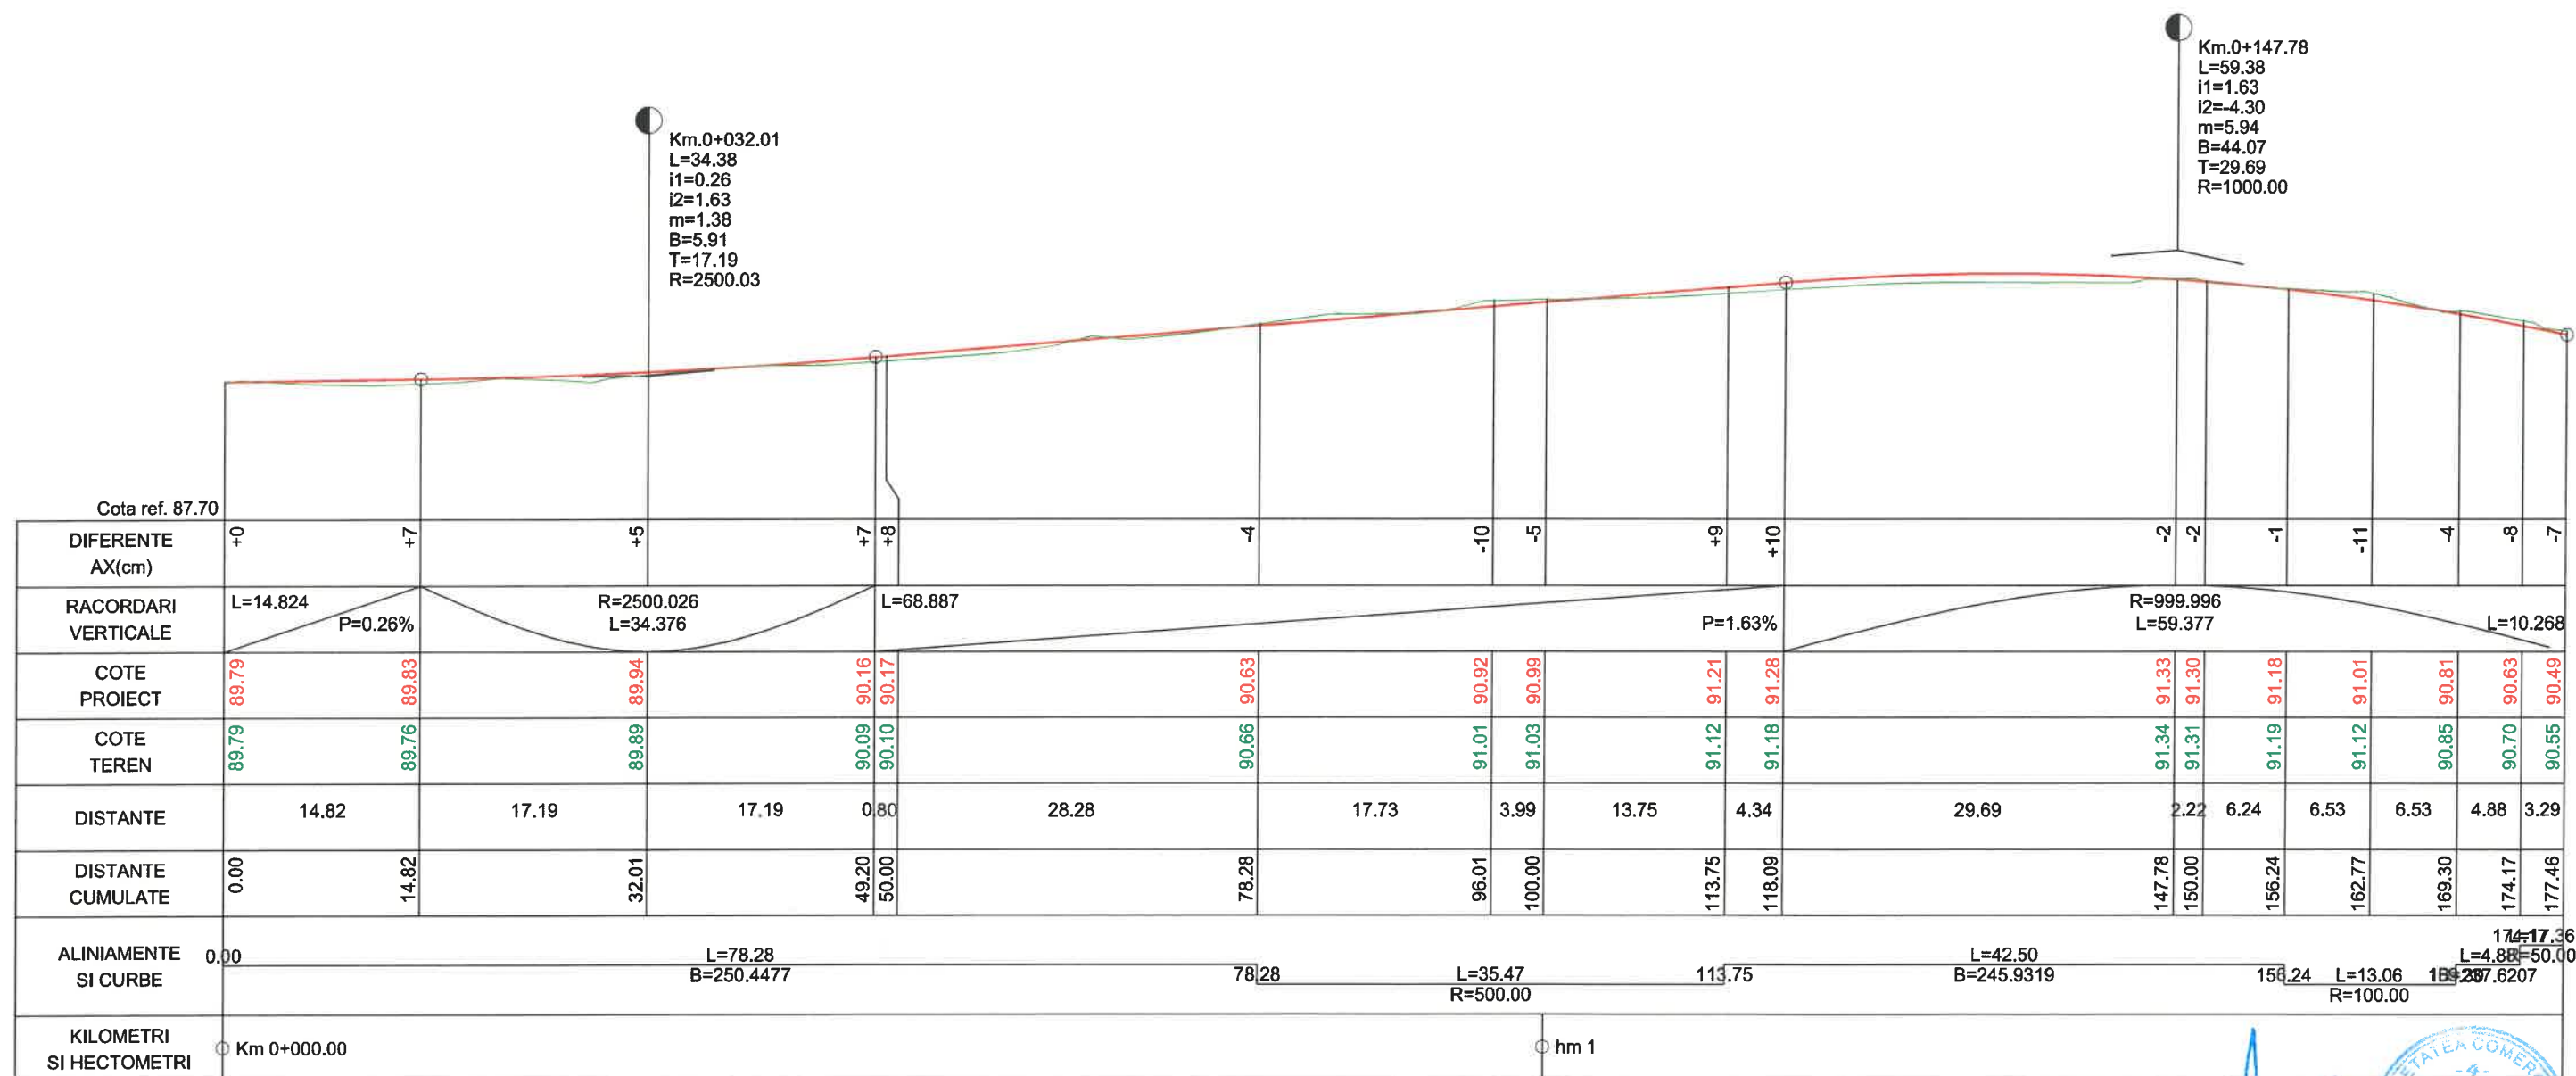 Km.0+147.78
L=59.38
i1=1.63
i2=-4.30
m=5.94
B=44.07
T=29.69
R=1000.00
Km.0+032.01
L=34.38
i1=0.26
i2=1.63
m=1.38
B=5.91
T=17.19
R=2500.03
Cota ref. 87.70
DIFERENTE
AX(cm)
+0 +7 +5 +7 +8 -4 -10 -5 +9 +10 -2 -2 -1 -11 -4 -8 -7
RACORDARI
VERTICALE
L=14.824 R=2500.026 L=68.887 R=999.996
P=0.26% L=34.376 P=1.63% L=59.377 L=10.268
COTE
PROIECT
89.79 89.83 89.94 90.16 90.17 90.63 90.92 90.99 91.21 91.28 91.33 91.30 91.18 91.01 90.81 90.63 90.49
COTE
TEREN
89.79 89.76 89.89 90.09 90.10 90.66 91.01 91.03 91.12 91.18 91.34 91.31 91.19 91.12 90.85 90.70 90.55
DISTANTE
14.82 17.19 17.19 0.80 28.28 17.73 3.99 13.75 4.34 29.69 2.22 6.24 6.53 6.53 4.88 3.29
DISTANTE
CUMULATE
0.00 14.82 32.01 49.20 50.00 78.28 96.01 100.00 113.75 118.09 147.78 150.00 156.24 162.77 169.30 174.17 177.46
ALINIAMENTE
SI CURBE
0.00 L=78.28 L=42.50 L=4.88 R=50.00
B=250.4477 78.28 L=35.47 113.75 B=245.9319 156.24 L=13.06
R=500.00 R=100.00
KILOMETRI
SI HECTOMETRI
Km 0+000.00 hm 1